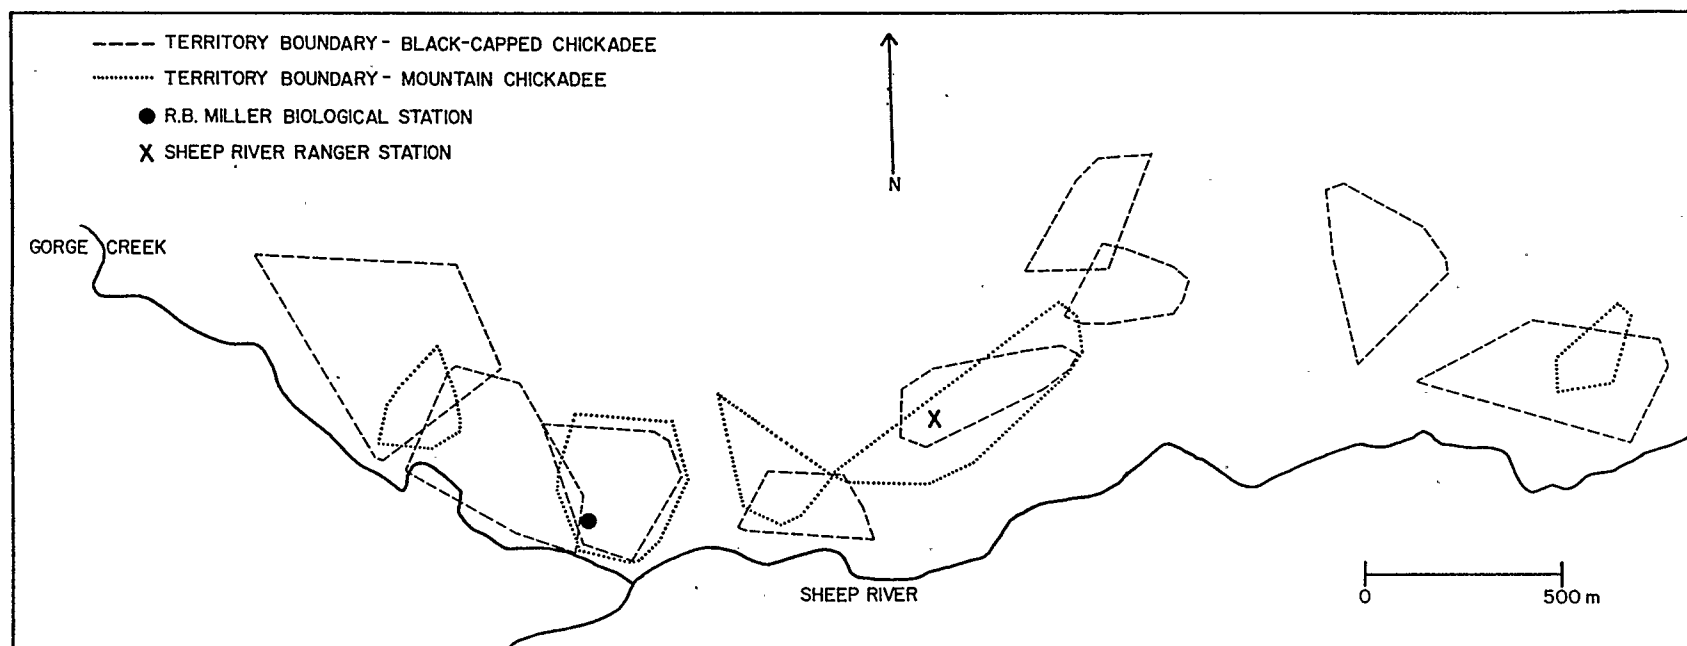 TERRITORY BOUNDARY - BLACK-CAPPED CHICKADEE
TERRITORY BOUNDARY - MOUNTAIN CHICKADEE
R.B. MILLER BIOLOGICAL STATION
X SHEEP RIVER RANGER STATION
N
GORGE CREEK
X
SHEEP RIVER
0 500 m